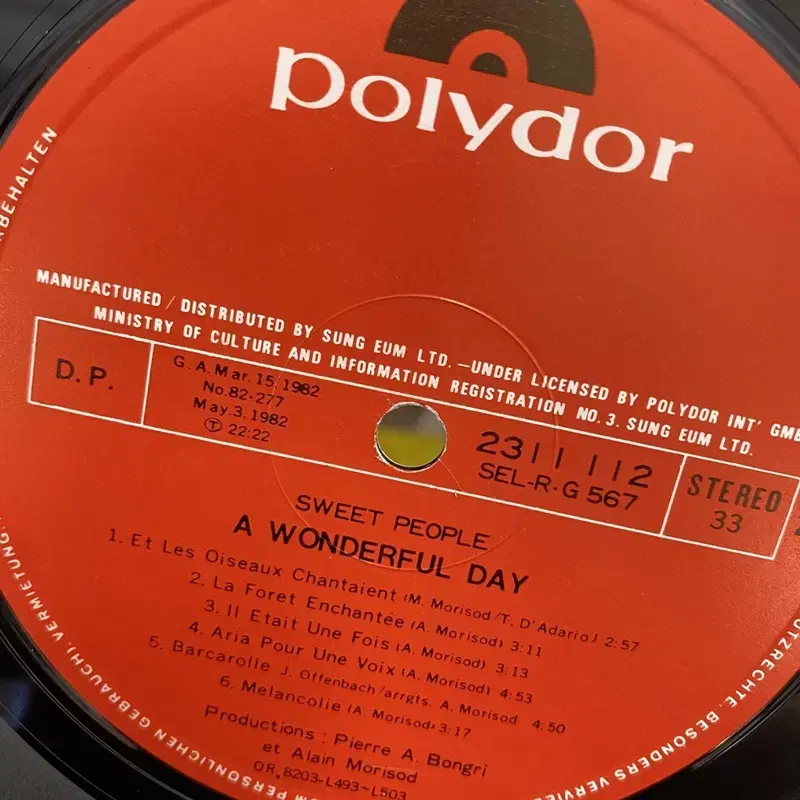 polydor
RBEHALTEN
MANUFACTURED / DISTRIBUTED BY SUNG EUM LTD. —UNDER LICENSED BY POLYDOR INT' GMB
MINISTRY OF CULTURE AND INFORMATION REGISTRATION NO. 3. SUNG EUM LTD.
D.P.
G.A.Mar.15.1982
No.82-277
May.3.1982
Ⓣ 22:22
2311 112
SEL-R·G 567
STEREO
33
SWEET PEOPLE
A WONDERFUL DAY
1. Et Les Oiseaux Chantaient (M. Morisod/T. D'Adario) 2:57
2. La Foret Enchantée (A. Morisod) 3:11
3. Il Etait Une Fois (A. Morisod) 3:13
4. Aria Pour Une Voix (A. Morisod) 4:53
5. Barcarolle J. Offenbach/arrgts. A. Morisod 4:50
6. Melancolie (A. Morisod) 3:17
Productions : Pierre A. Bongri
et Alain Morisod
OR. 8203-L493~L503
OM PERSÖNLICHEN GEBRAUCH), VERMIETUNG.
UTZRECHTE, BESONDERS VERVIE